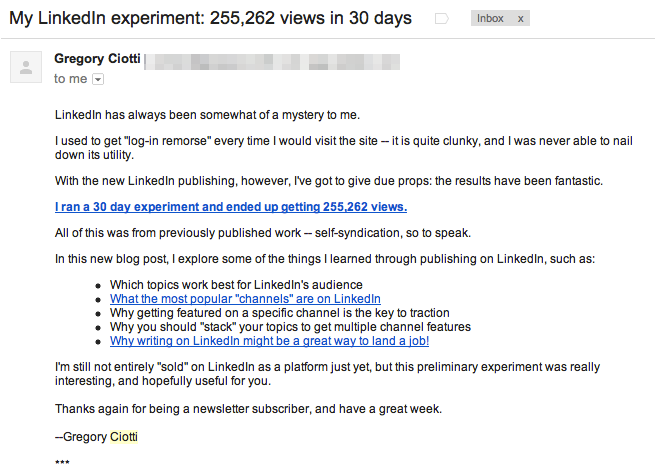 My LinkedIn experiment: 255,262 views in 30 days
Inbox x
Gregory Ciotti
to me
LinkedIn has always been somewhat of a mystery to me.
I used to get "log-in remorse" every time I would visit the site -- it is quite clunky, and I was never able to nail
down its utility.
With the new LinkedIn publishing, however, I've got to give due props: the results have been fantastic.
I ran a 30 day experiment and ended up getting 255,262 views.
All of this was from previously published work -- self-syndication, so to speak.
In this new blog post, I explore some of the things I learned through publishing on LinkedIn, such as:
• Which topics work best for LinkedIn's audience
• What the most popular "channels" are on LinkedIn
• Why getting featured on a specific channel is the key to traction
• Why you should "stack" your topics to get multiple channel features
• Why writing on LinkedIn might be a great way to land a job!
I'm still not entirely "sold" on LinkedIn as a platform just yet, but this preliminary experiment was really
interesting, and hopefully useful for you.
Thanks again for being a newsletter subscriber, and have a great week.
--Gregory Ciotti
***